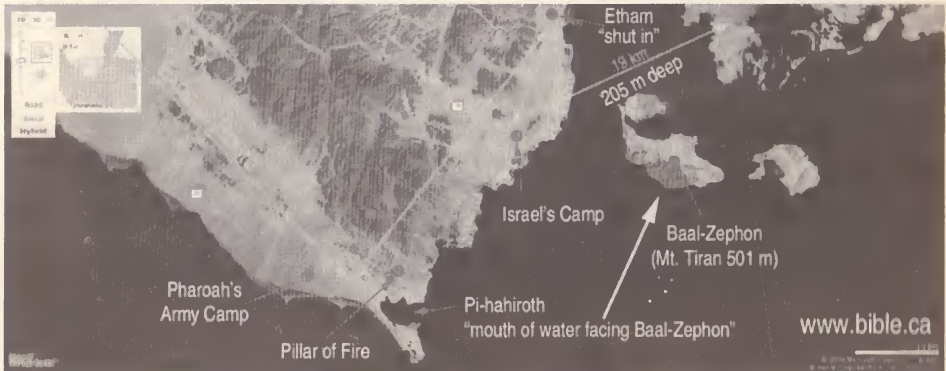 Etham
"shut in"
19 km
205 m deep
Road
Aerial
Hybrid
Israel's Camp
Baal-Zephon
(Mt. Tiran 501 m)
Pharoah's
Army Camp
Pi-hahiroth
"mouth of water facing Baal-Zephon"
Pillar of Fire
www.bible.ca